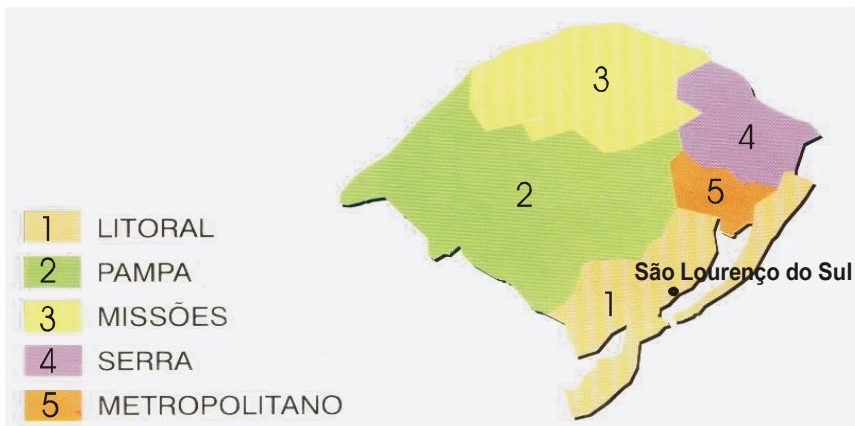 3
4
2
5
1 LITORAL
São Lourenço do Sul
2 PAMPA
1
3 MISSÕES
4 SERRA
5 METROPOLITANO